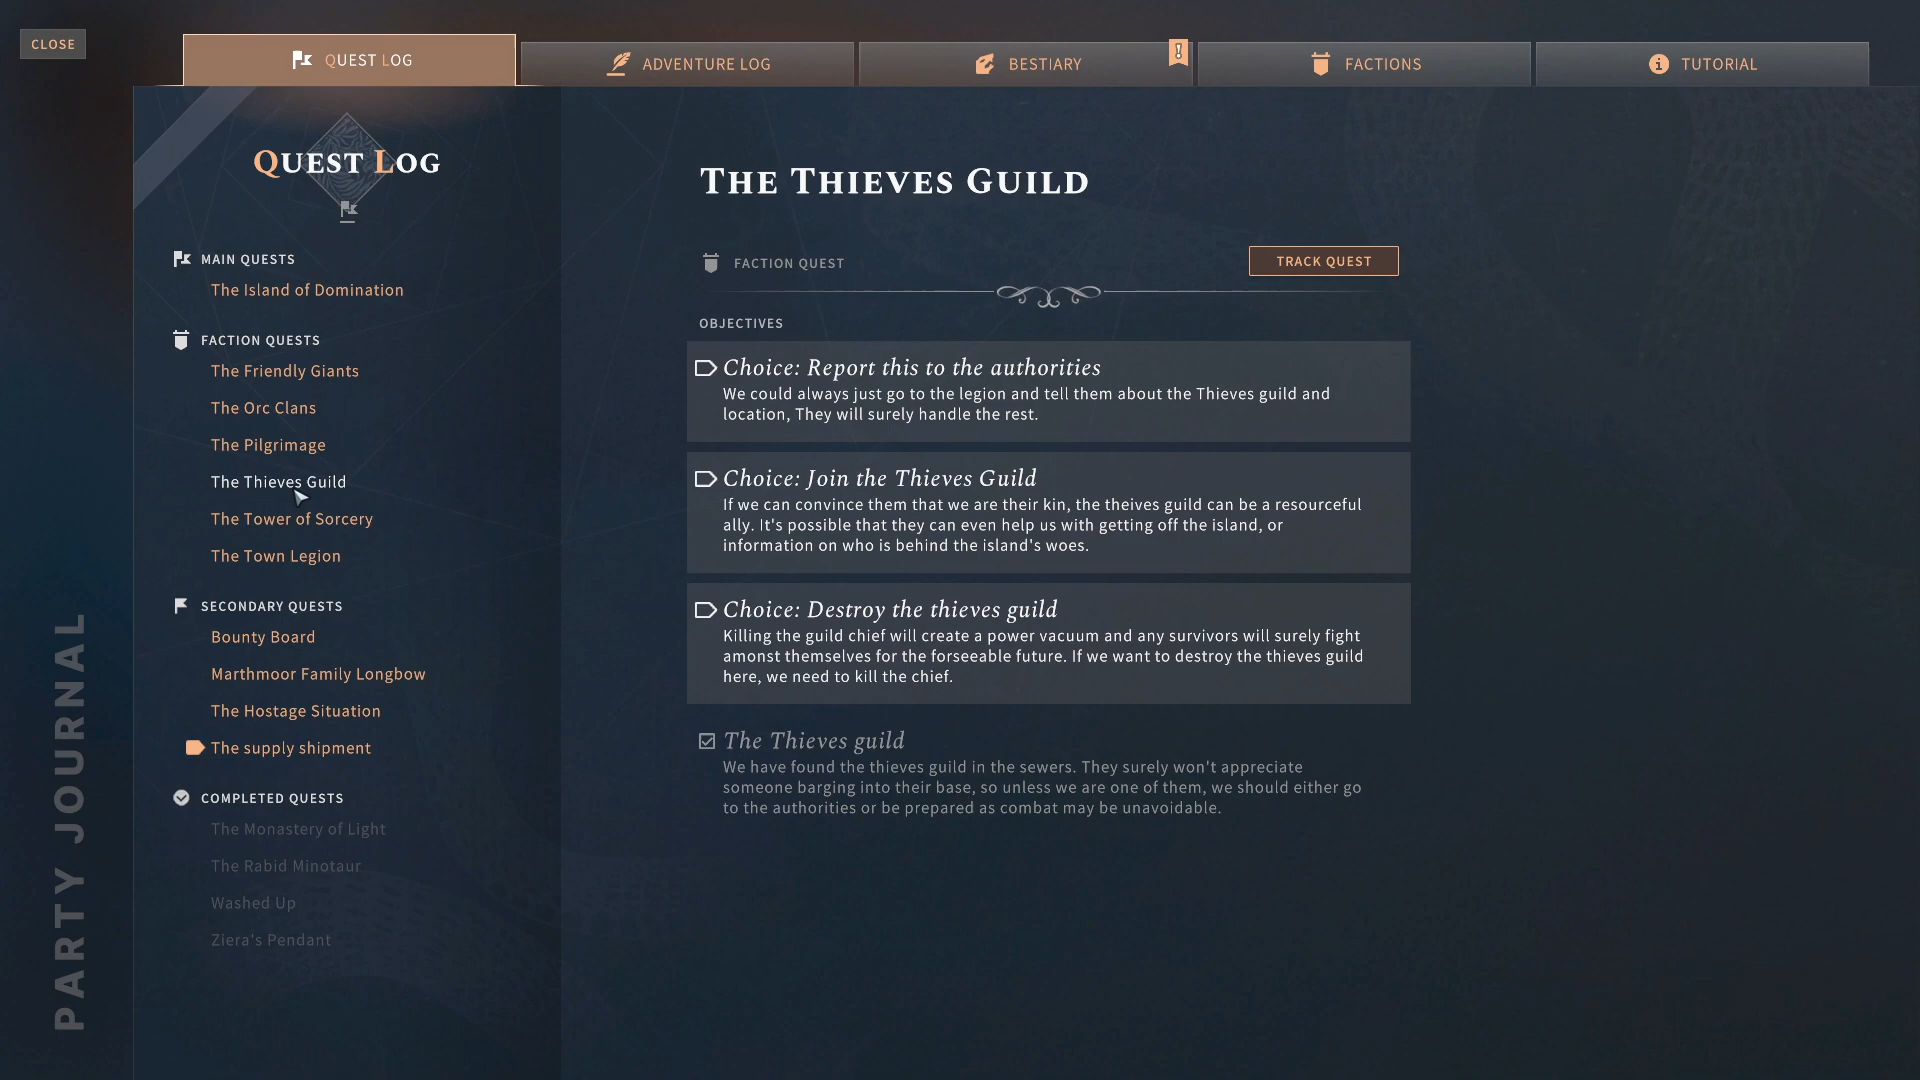 CLOSE
QUEST LOG
ADVENTURE LOG
BESTIARY
FACTIONS
TUTORIAL
QUEST LOG
MAIN QUESTS
The Island of Domination
FACTION QUESTS
The Friendly Giants
The Orc Clans
The Pilgrimage
The Thieves Guild
The Tower of Sorcery
The Town Legion
SECONDARY QUESTS
Bounty Board
Marthmoor Family Longbow
The Hostage Situation
The supply shipment
COMPLETED QUESTS
The Monastery of Light
The Rabid Minotaur
Washed Up
Ziera's Pendant
PARTY JOURNAL
THE THIEVES GUILD
FACTION QUEST
TRACK QUEST
OBJECTIVES
Choice: Report this to the authorities
We could always just go to the legion and tell them about the Thieves guild and
location, They will surely handle the rest.
Choice: Join the Thieves Guild
If we can convince them that we are their kin, the theives guild can be a resourceful
ally. It's possible that they can even help us with getting off the island, or
information on who is behind the island's woes.
Choice: Destroy the thieves guild
Killing the guild chief will create a power vacuum and any survivors will surely fight
amonst themselves for the forseeable future. If we want to destroy the thieves guild
here, we need to kill the chief.
The Thieves guild
We have found the thieves guild in the sewers. They surely won't appreciate
someone barging into their base, so unless we are one of them, we should either go
to the authorities or be prepared as combat may be unavoidable.